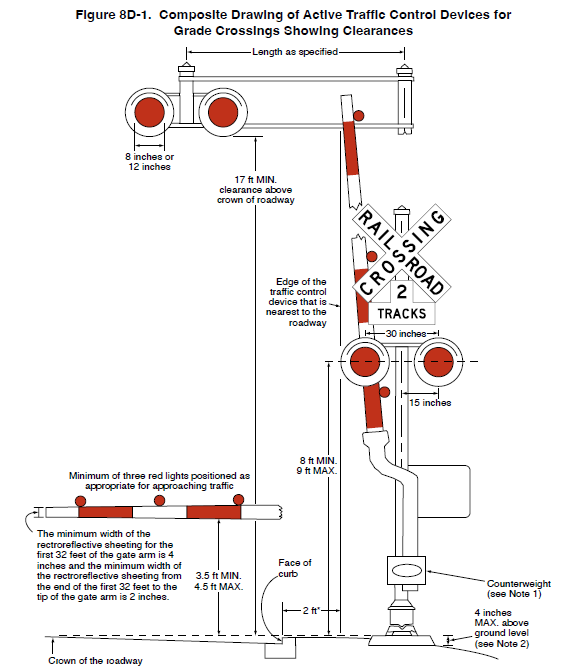 Figure 8D-1. Composite Drawing of Active Traffic Control Devices for
Grade Crossings Showing Clearances
Length as specified
8 inches or
12 inches
17 ft MIN.
clearance above
crown of roadway
RAILROAD
CROSSING
2
TRACKS
Edge of the
traffic control
device that is
nearest to the
roadway
30 inches
15 inches
8 ft MIN.
9 ft MAX.
Minimum of three red lights positioned as
appropriate for approaching traffic
The minimum width of the
retroreflective sheeting for the
first 32 feet of the gate arm is 4
inches and the minimum width of
the retroreflective sheeting from
the end of the first 32 feet to the
tip of the gate arm is 2 inches.
3.5 ft MIN.
4.5 ft MAX.
Face of
curb
2 ft*
Counterweight
(see Note 1)
4 inches
MAX. above
ground level
(see Note 2)
Crown of the roadway